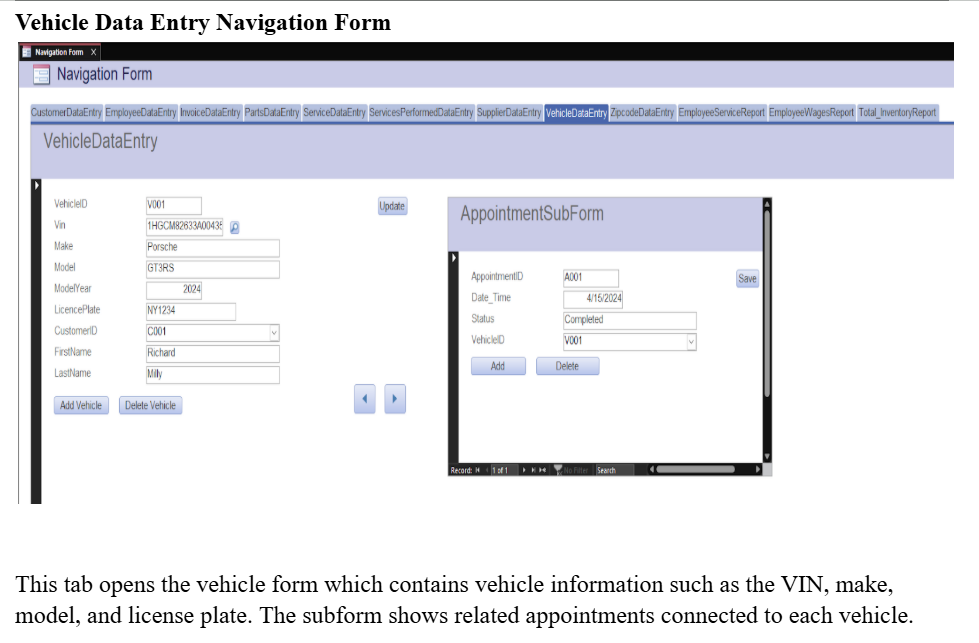 Vehicle Data Entry Navigation Form
Navigation Form X
Navigation Form
CustomerDataEntry EmployeeDataEntry InvoiceDataEntry PartsDataEntry ServiceDataEntry ServicesPerformedDataEntry SupplierDataEntry VehicleDataEntry ZipcodeDataEntry EmployeeServiceReport EmployeeWagesReport Total_InventoryReport
VehicleDataEntry
VehicleID V001
Update
Vin 1HGCM82633A00435
Make Porsche
Model GT3RS
ModelYear 2024
LicencePlate NY1234
CustomerID C001
FirstName Richard
LastName Milly
Add Vehicle Delete Vehicle
AppointmentSubForm
AppointmentID A001
Save
Date_Time 4/15/2024
Status Completed
VehicleID V001
Add Delete
Record: 1 of 1 No Filter Search
This tab opens the vehicle form which contains vehicle information such as the VIN, make,
model, and license plate. The subform shows related appointments connected to each vehicle.